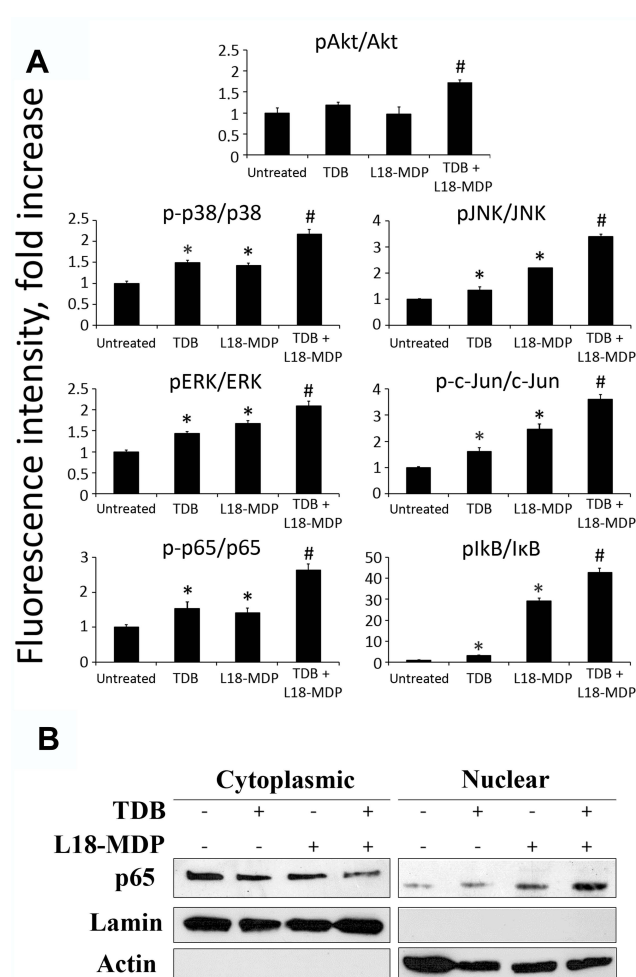 A
Fluorescence intensity, fold increase
pAkt/Akt
2.5
2
1.5
1
0.5
0
#
Untreated TDB L18-MDP TDB +
L18-MDP
p-p38/p38
2.5
2
1.5
1
0.5
0
* * #
Untreated TDB L18-MDP TDB +
L18-MDP
pJNK/JNK
4
3
2
1
0
* * #
Untreated TDB L18-MDP TDB +
L18-MDP
pERK/ERK
2.5
2
1.5
1
0.5
0
* * #
Untreated TDB L18-MDP TDB +
L18-MDP
p-c-Jun/c-Jun
4
3
2
1
0
* * #
Untreated TDB L18-MDP TDB +
L18-MDP
p-p65/p65
3
2
1
0
* * #
Untreated TDB L18-MDP TDB +
L18-MDP
pIkB/IκB
50
40
30
20
10
0
* * #
Untreated TDB L18-MDP TDB +
L18-MDP
B
Cytoplasmic Nuclear
TDB - + - + - + - +
L18-MDP - - + + - - + +
p65
Lamin
Actin